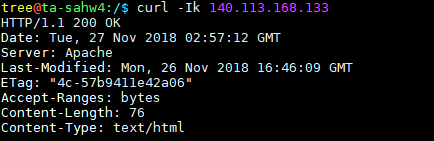 tree@ta-sahw4:/$ curl -Ik 140.113.168.133
HTTP/1.1 200 OK
Date: Tue, 27 Nov 2018 02:57:12 GMT
Server: Apache
Last-Modified: Mon, 26 Nov 2018 16:46:09 GMT
ETag: "4c-57b9411e42a06"
Accept-Ranges: bytes
Content-Length: 76
Content-Type: text/html